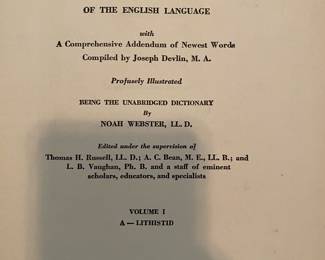 OF THE ENGLISH LANGUAGE
with
A Comprehensive Addendum of Newest Words
Compiled by Joseph Devlin, M. A.
Profusely Illustrated
BEING THE UNABRIDGED DICTIONARY
By
NOAH WEBSTER, LL. D.
Edited under the supervision of
Thomas H. Russell, LL. D.; A. C. Bean, M. E., LL. B.; and
L. B. Vaughan, Ph. B. and a staff of eminent
scholars, educators, and specialists
VOLUME I
A — LITHISTID